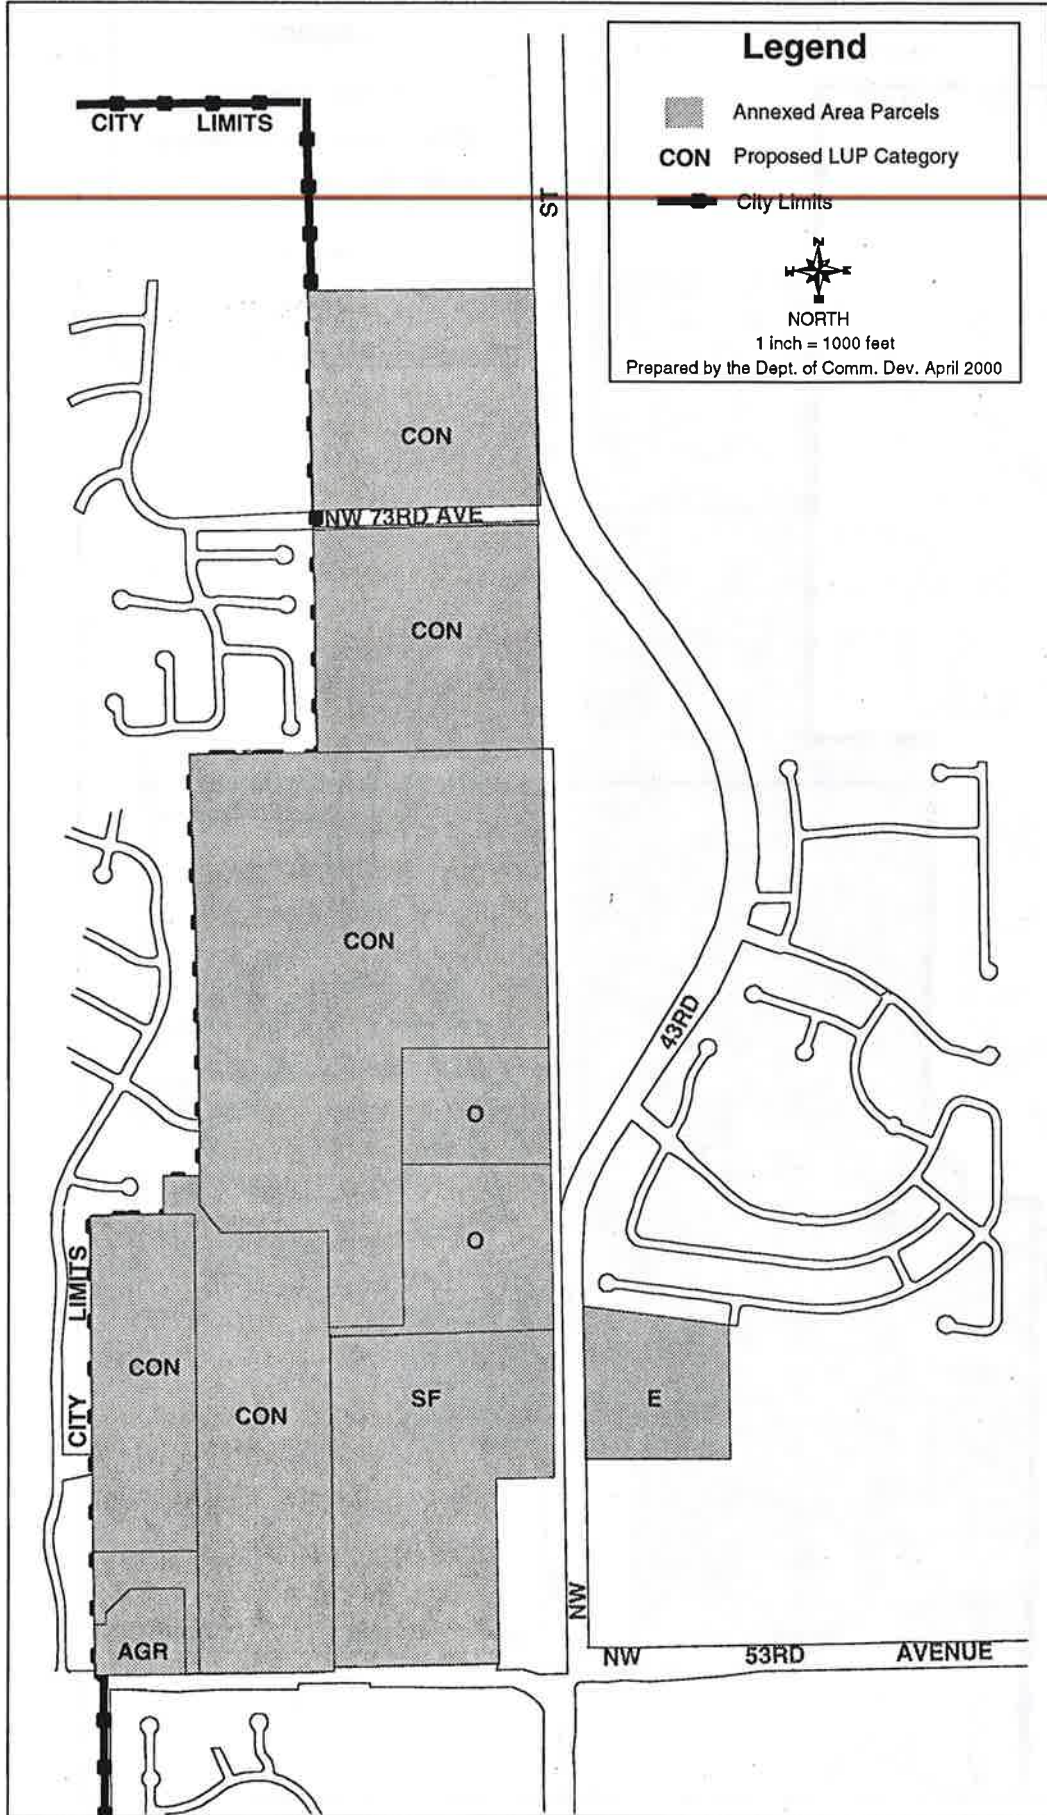 Legend
Annexed Area Parcels
CON Proposed LUP Category
City Limits
N
W E
NORTH
1 inch = 1000 feet
Prepared by the Dept. of Comm. Dev. April 2000
CITY LIMITS
ST
CON
NW 73RD AVE
CON
CON
43RD
O
O
CITY LIMITS
CON
CON
SF
E
AGR
NW
NW 53RD AVENUE